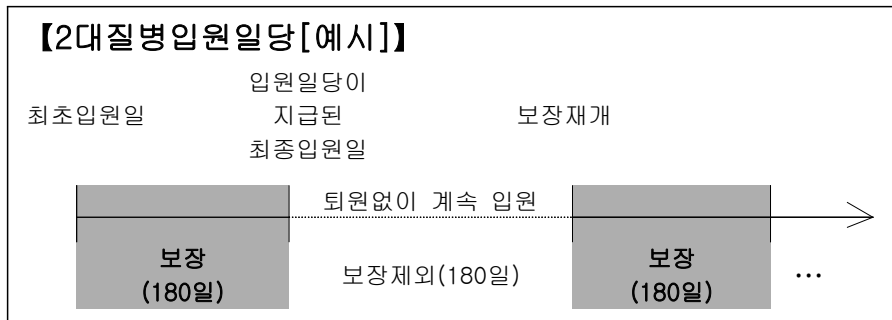 【2대질병입원일당[예시]】
입원일당이
최초입원일 지급된 보장재개
최종입원일
퇴원없이 계속 입원
보장 보장제외(180일) 보장 …
(180일) (180일)